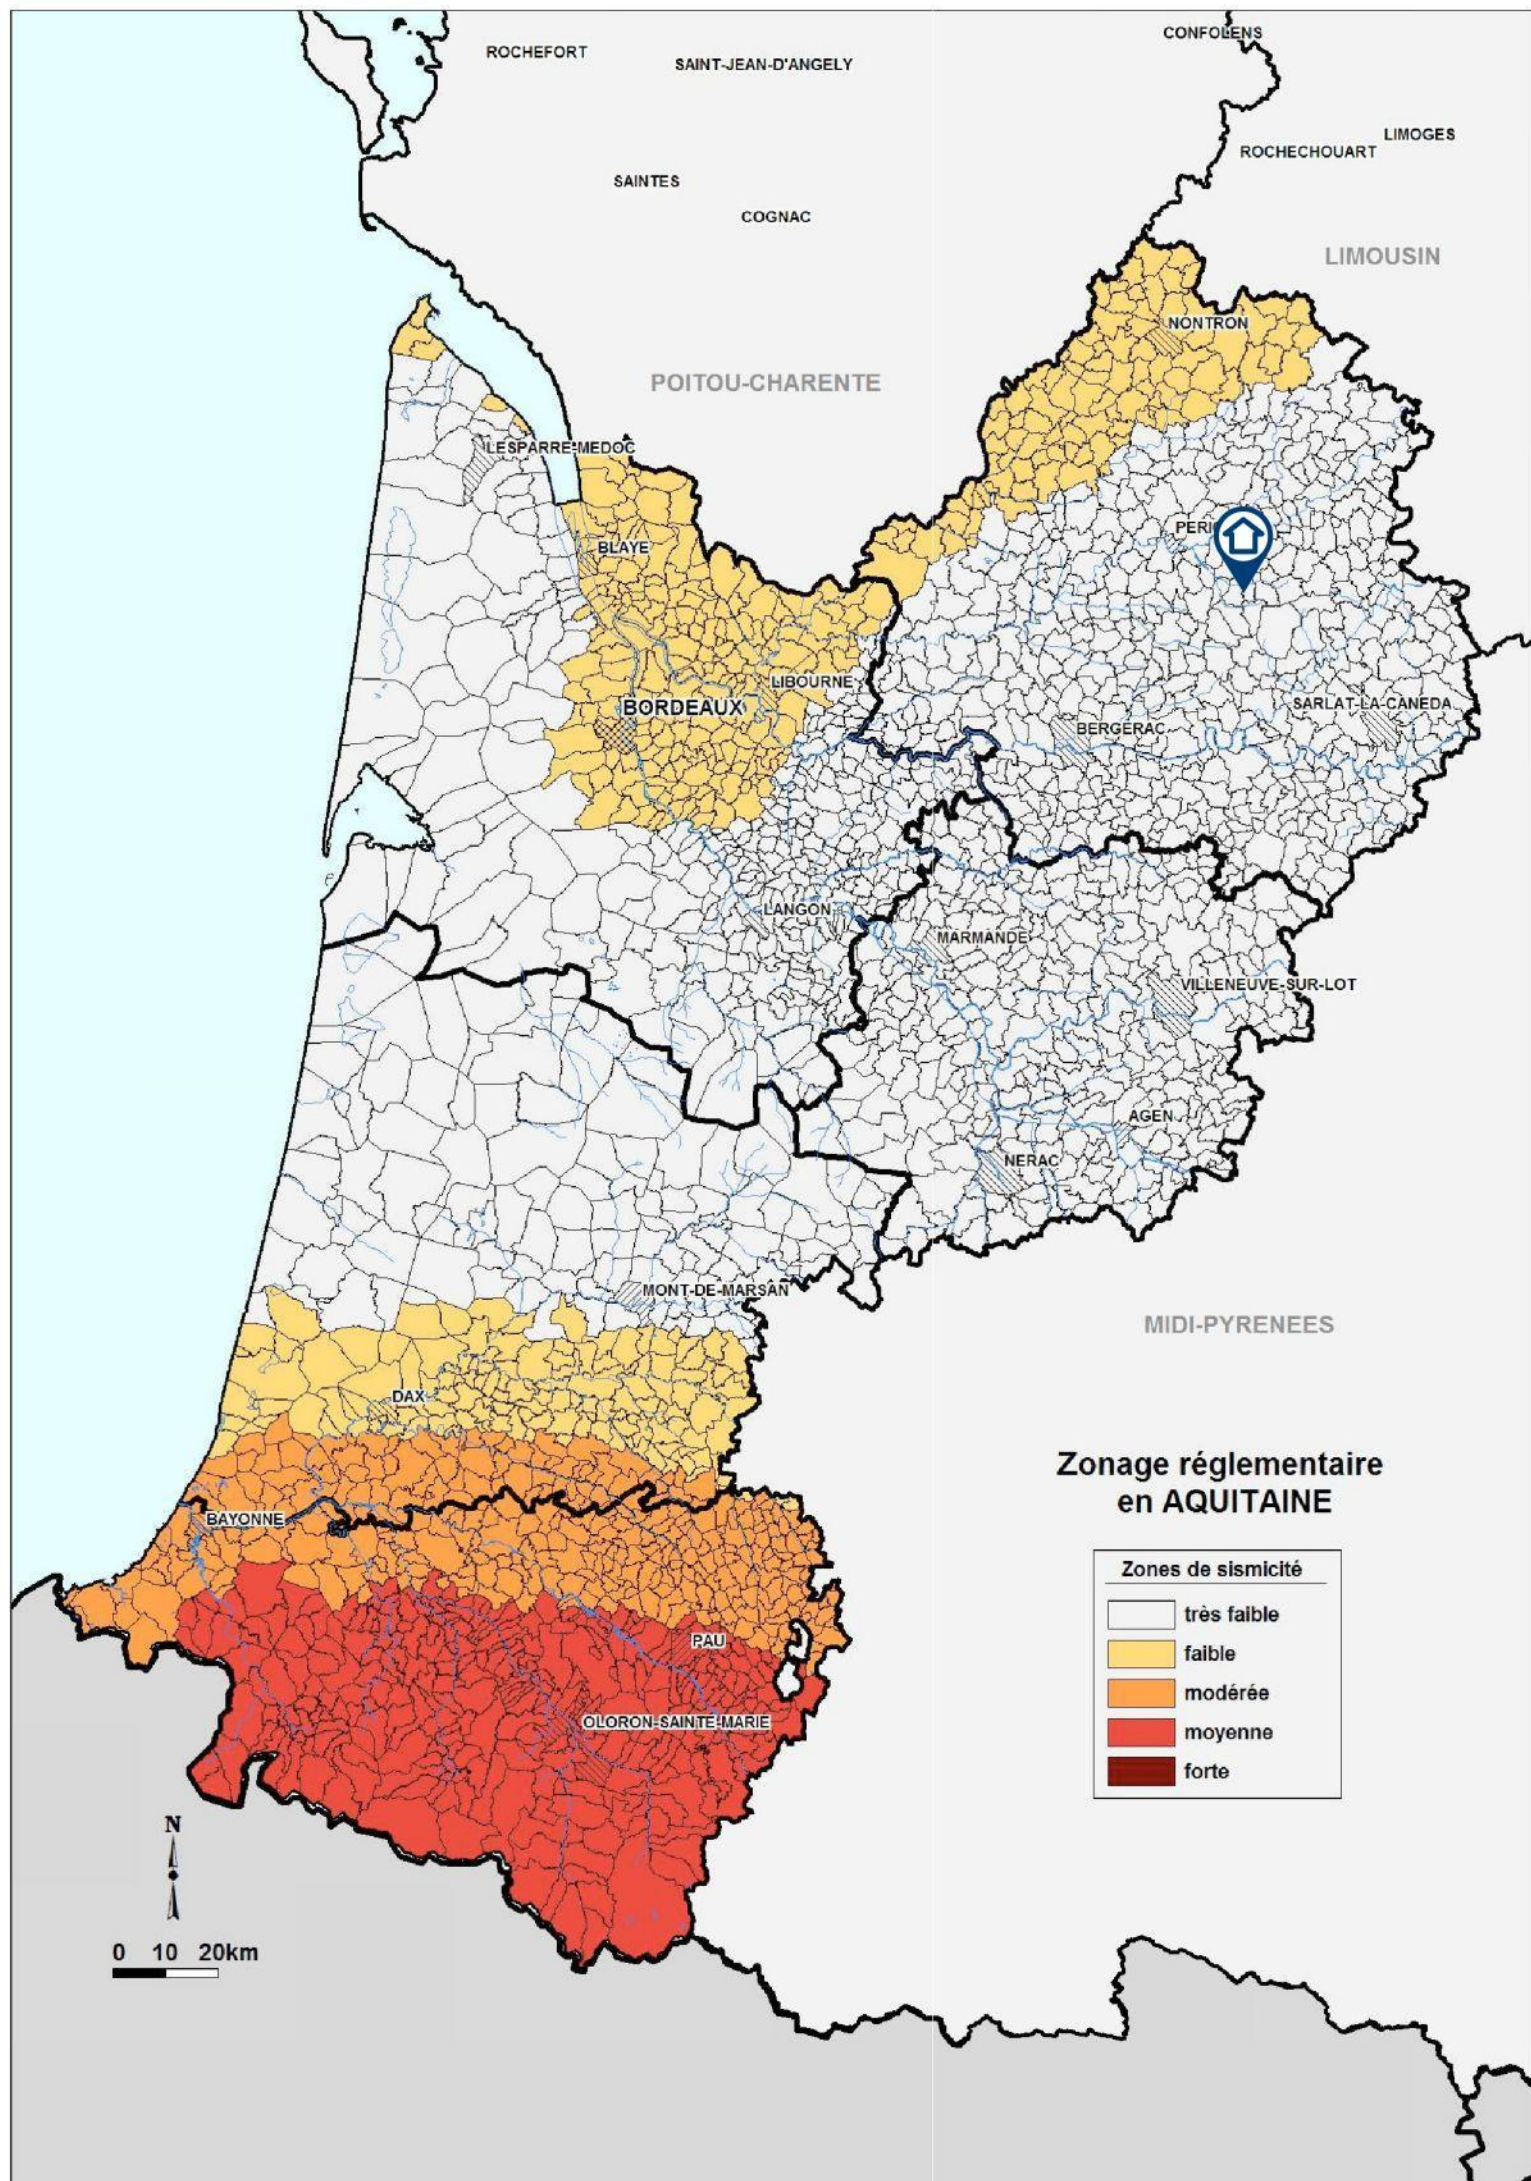 CONFOLENS
ROCHEFORT
SAINT-JEAN-D'ANGELY
LIMOGES
ROCHECHOUART
SAINTES
COGNAC
LIMOUSIN
NONTRON
POITOU-CHARENTE
LESPARRE-MEDOC
PERI
BLAYE
LIBOURNE
BORDEAUX
SARLAT-LA-CANEDA
BERGERAC
LANGON
MARMANDE
VILLENEUVE-SUR-LOT
AGEN
NERAC
MONT-DE-MARSAN
MIDI-PYRENEES
DAX
Zonage réglementaire
en AQUITAINE
BAYONNE
Zones de sismicité
très faible
faible
modérée
moyenne
forte
PAU
OLORON-SAINTE-MARIE
N
0 10 20km